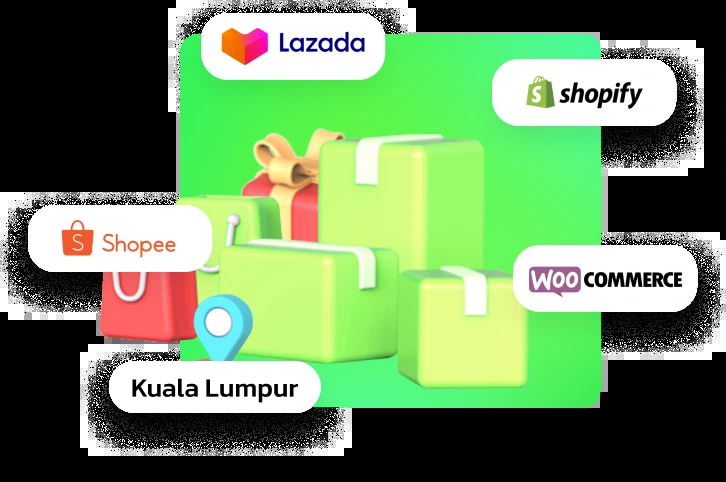 Lazada
shopify
Shopee
WOO COMMERCE
Kuala Lumpur